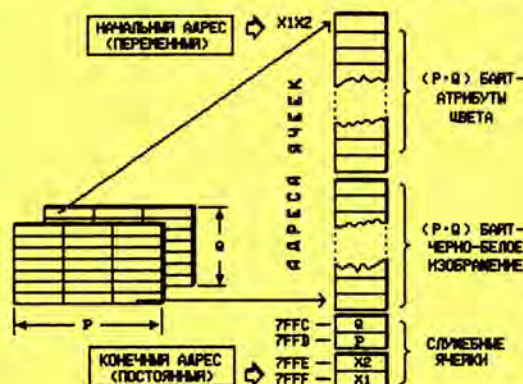 НАЧАЛЬНЫЙ АДРЕС
(ПЕРЕМЕННЫЙ)
X1X2
АДРЕСА ЯЧЕЕК
(P·Q) БАЙТ-
АТРИБУТЫ
ЦВЕТА
Q
(P·Q) БАЙТ-
ЧЕРНО-БЕЛОЕ
ИЗОБРАЖЕНИЕ
P
7FFC — Q
7FFD — P
7FFE — X2
7FFF — X1
СЛУЖЕБНЫЕ
ЯЧЕЙКИ
КОНЕЧНЫЙ АДРЕС
(ПОСТОЯННЫЙ)